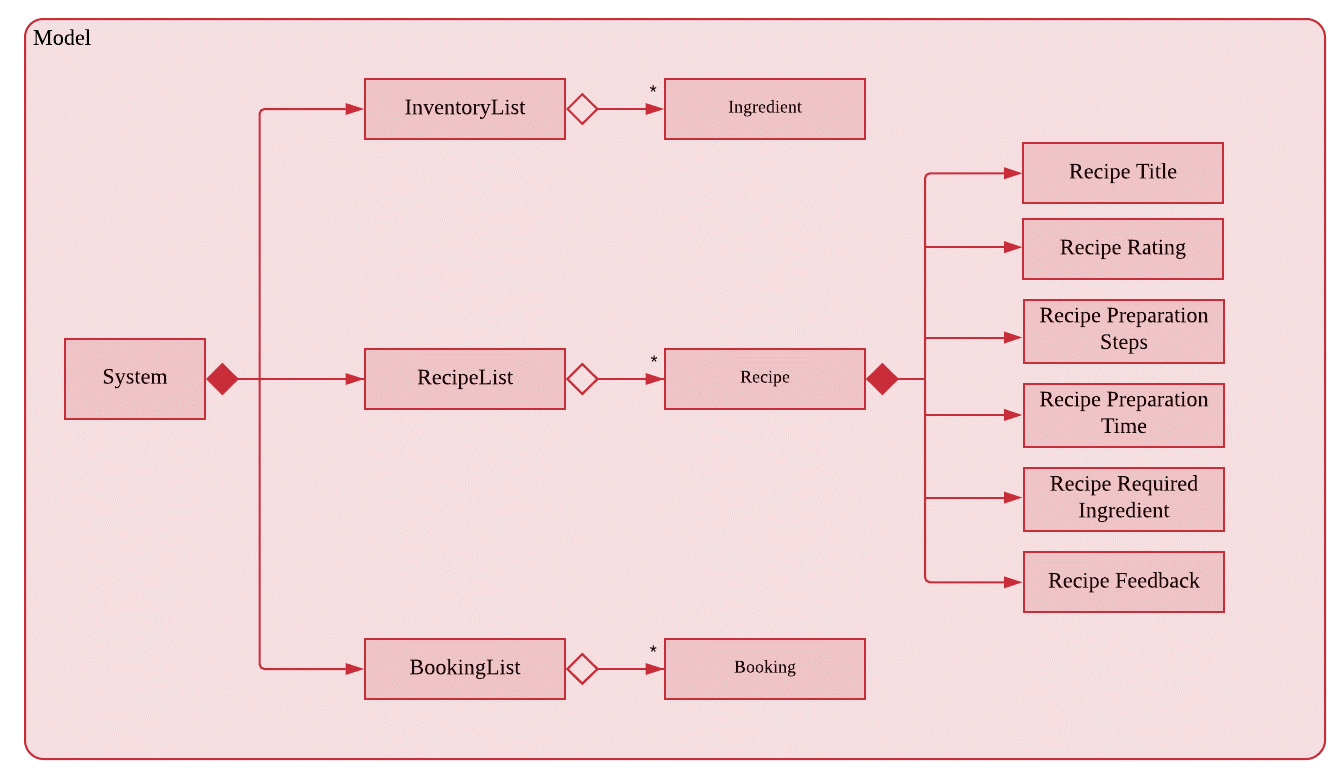 Model
InventoryList
*
Ingredient
Recipe Title
Recipe Rating
Recipe Preparation
Steps
System
RecipeList
*
Recipe
Recipe Preparation
Time
Recipe Required
Ingredient
Recipe Feedback
BookingList
*
Booking